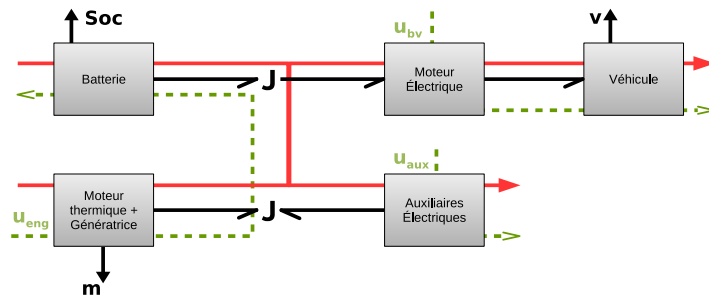 Soc
u_bv
v
Batterie
J
Moteur
Électrique
Véhicule
u_aux
u_eng
Moteur
thermique +
Génératrice
J
Auxiliaires
Électriques
m